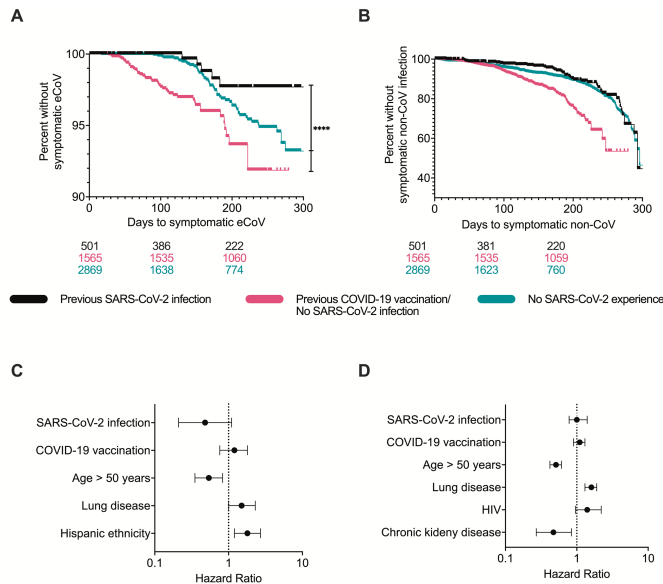 A
Percent without
symptomatic eCoV
100
95
90
0
100
200
300
Days to symptomatic eCoV
****
501 386 222
1565 1535 1060
2869 1638 774
B
Percent without
symptomatic non-CoV infection
100
80
60
40
0
100
200
300
Days to symptomatic non-CoV
501 381 220
1565 1535 1059
2869 1623 760
Previous SARS-CoV-2 infection
Previous COVID-19 vaccination/
No SARS-CoV-2 infection
No SARS-CoV-2 experience
C
SARS-CoV-2 infection
COVID-19 vaccination
Age > 50 years
Lung disease
Hispanic ethnicity
0.1
1
10
Hazard Ratio
D
SARS-CoV-2 infection
COVID-19 vaccination
Age > 50 years
Lung disease
HIV
Chronic kideny disease
0.1
1
10
Hazard Ratio